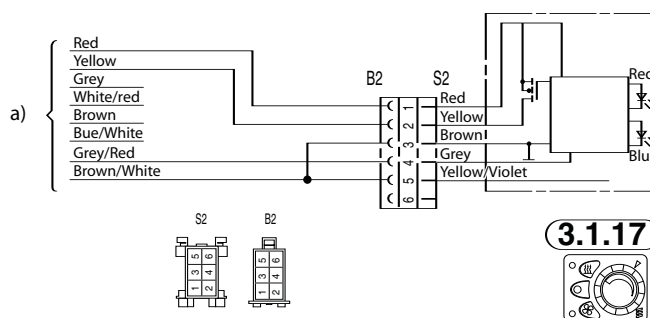 Red
Yellow
Grey
White/red
Brown
Bue/White
Grey/Red
Brown/White
a)
B2 S2
1
2
3
4
5
6
Red
Yellow
Brown
Grey
Yellow/Violet
Red
Blu
S2 B2
5 6
3 4
1 2
5 6
3 4
1 2
3.1.17